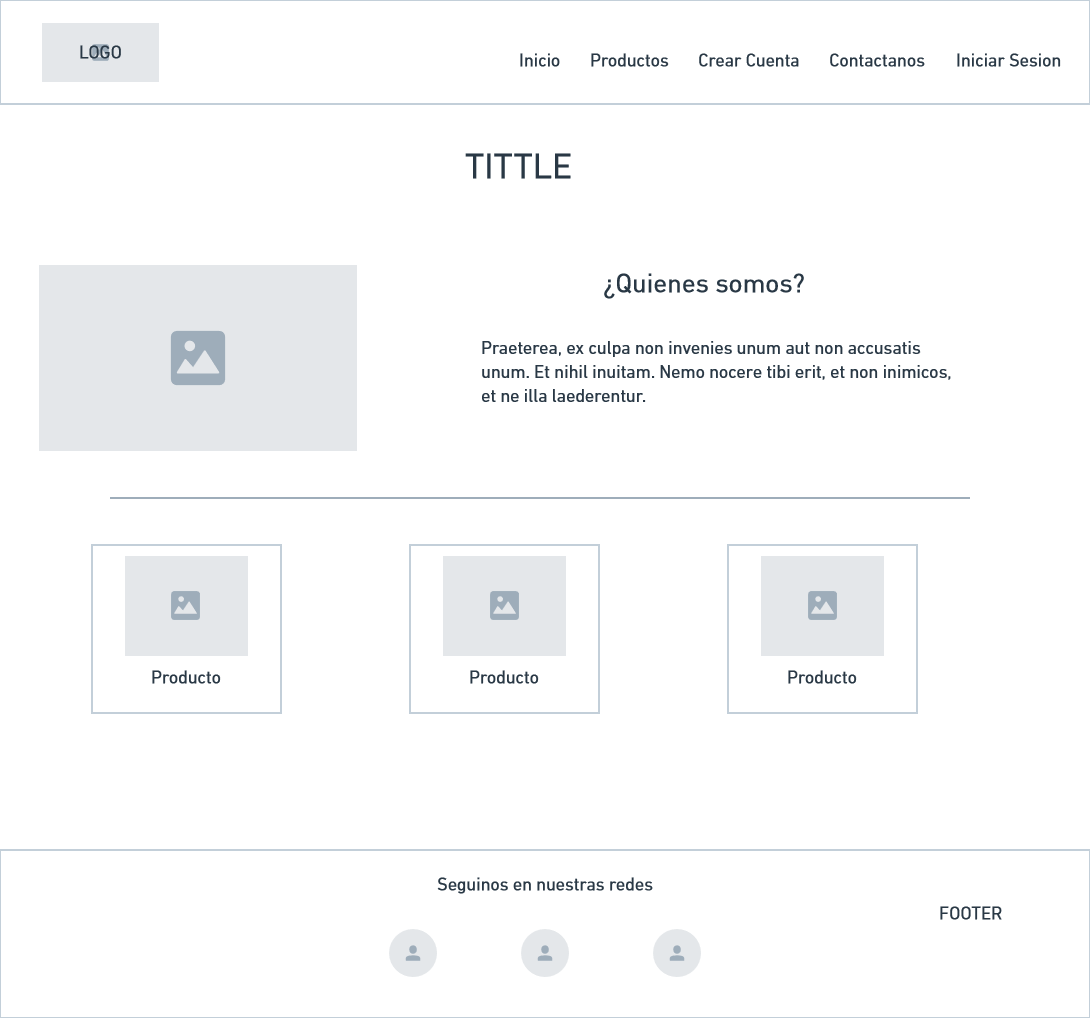 LOGO
Inicio
Productos
Crear Cuenta
Contactanos
Iniciar Sesion
TITTLE
¿Quienes somos?
Praeterea, ex culpa non invenies unum aut non accusatis
unum. Et nihil inuitam. Nemo nocere tibi erit, et non inimicos,
et ne illa laederentur.
Producto
Producto
Producto
Seguinos en nuestras redes
FOOTER